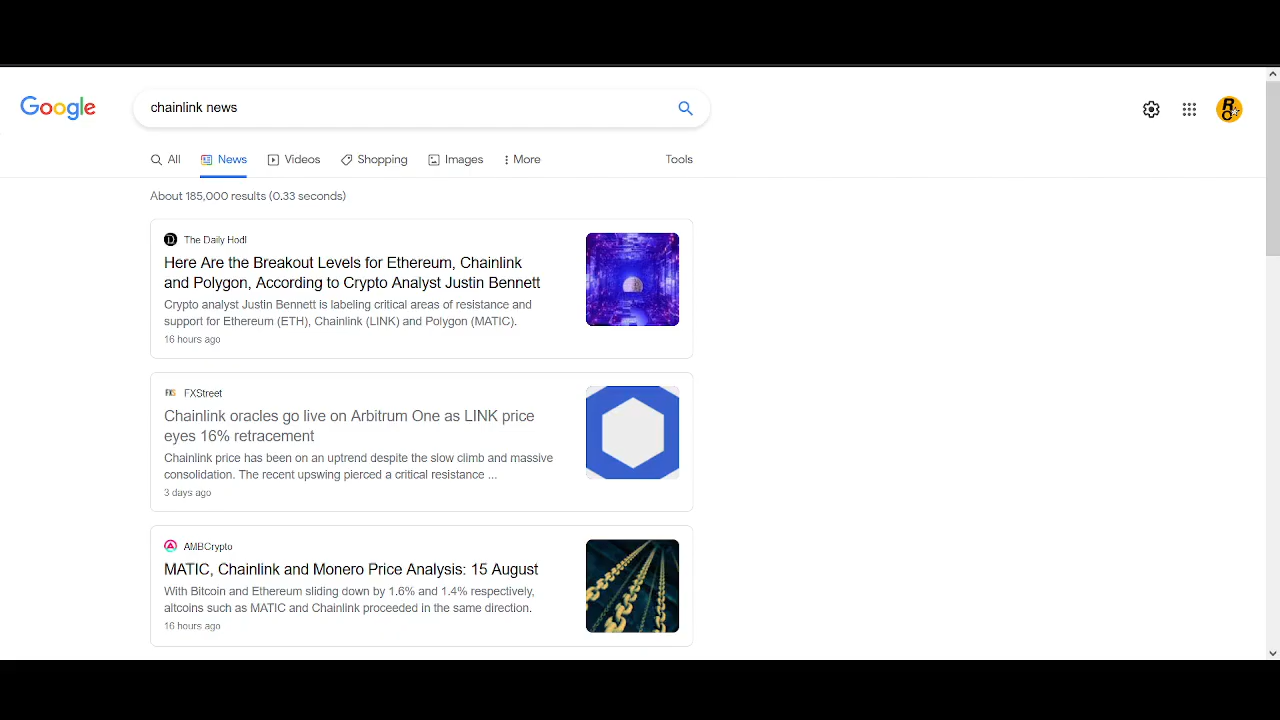 Google
chainlink news
All
News
Videos
Shopping
Images
More
Tools
About 185,000 results (0.33 seconds)
The Daily Hodl
Here Are the Breakout Levels for Ethereum, Chainlink
and Polygon, According to Crypto Analyst Justin Bennett
Crypto analyst Justin Bennett is labeling critical areas of resistance and
support for Ethereum (ETH), Chainlink (LINK) and Polygon (MATIC).
16 hours ago
FXS FXStreet
Chainlink oracles go live on Arbitrum One as LINK price
eyes 16% retracement
Chainlink price has been on an uptrend despite the slow climb and massive
consolidation. The recent upswing pierced a critical resistance ...
3 days ago
AMBCrypto
MATIC, Chainlink and Monero Price Analysis: 15 August
With Bitcoin and Ethereum sliding down by 1.6% and 1.4% respectively,
altcoins such as MATIC and Chainlink proceeded in the same direction.
16 hours ago